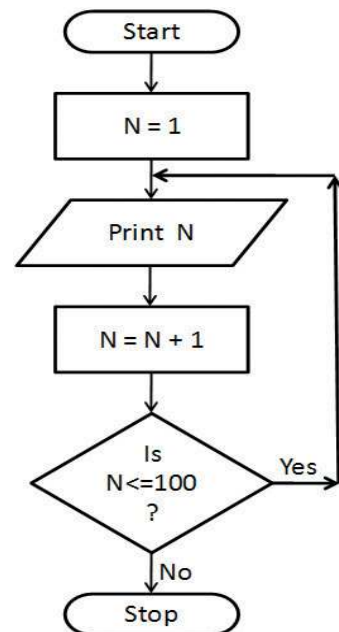 Start
N = 1
Print N
N = N + 1
Is
N<=100
?
Yes
No
Stop